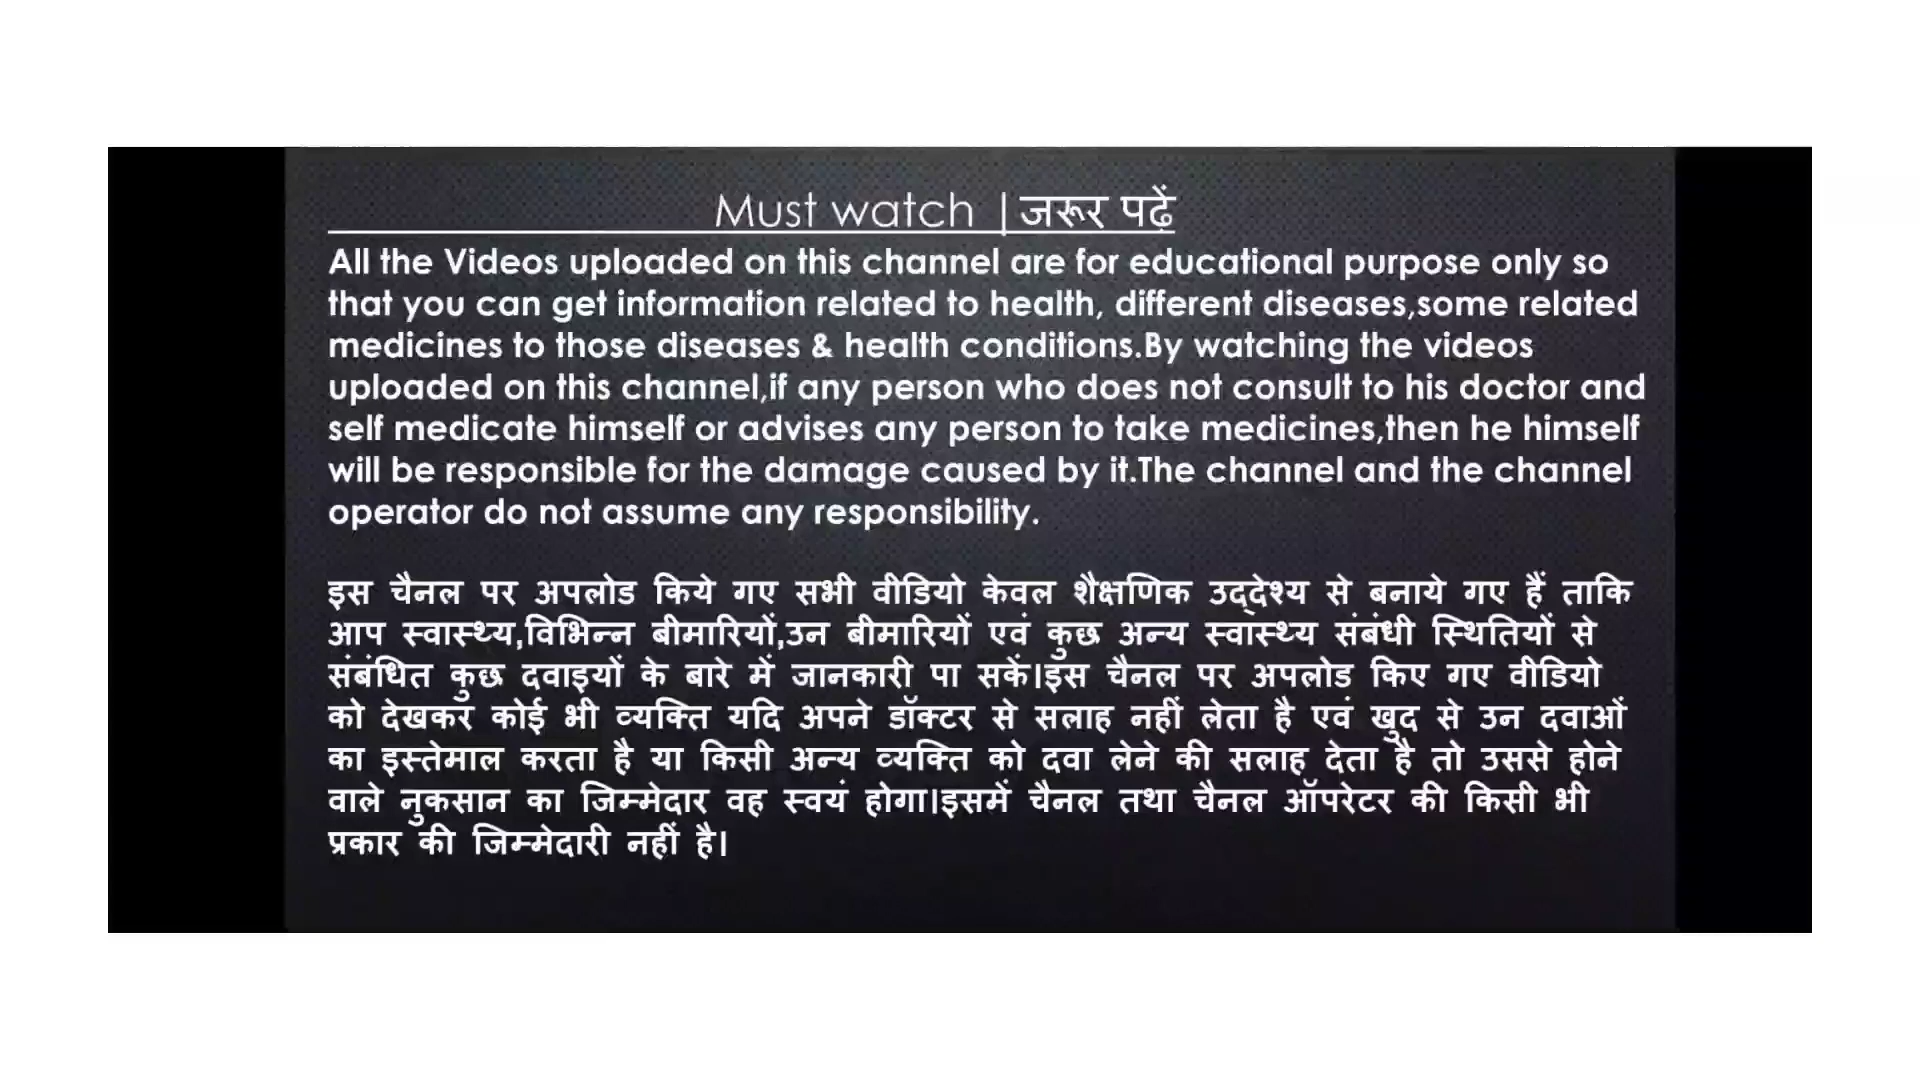 Must watch |जरूर पढ़ें
All the Videos uploaded on this channel are for educational purpose only so
that you can get information related to health, different diseases,some related
medicines to those diseases & health conditions.By watching the videos
uploaded on this channel,if any person who does not consult to his doctor and
self medicate himself or advises any person to take medicines,then he himself
will be responsible for the damage caused by it.The channel and the channel
operator do not assume any responsibility.
इस चैनल पर अपलोड किये गए सभी वीडियो केवल शैक्षणिक उद्देश्य से बनाये गए हैं ताकि
आप स्वास्थ्य,विभिन्न बीमारियों,उन बीमारियों एवं कुछ अन्य स्वास्थ्य संबंधी स्थितियों से
संबंधित कुछ दवाइयों के बारे में जानकारी पा सकें।इस चैनल पर अपलोड किए गए वीडियो
को देखकर कोई भी व्यक्ति यदि अपने डॉक्टर से सलाह नहीं लेता है एवं खुद से उन दवाओं
का इस्तेमाल करता है या किसी अन्य व्यक्ति को दवा लेने की सलाह देता है तो उससे होने
वाले नुकसान का जिम्मेदार वह स्वयं होगा।इसमें चैनल तथा चैनल ऑपरेटर की किसी भी
प्रकार की जिम्मेदारी नहीं है।